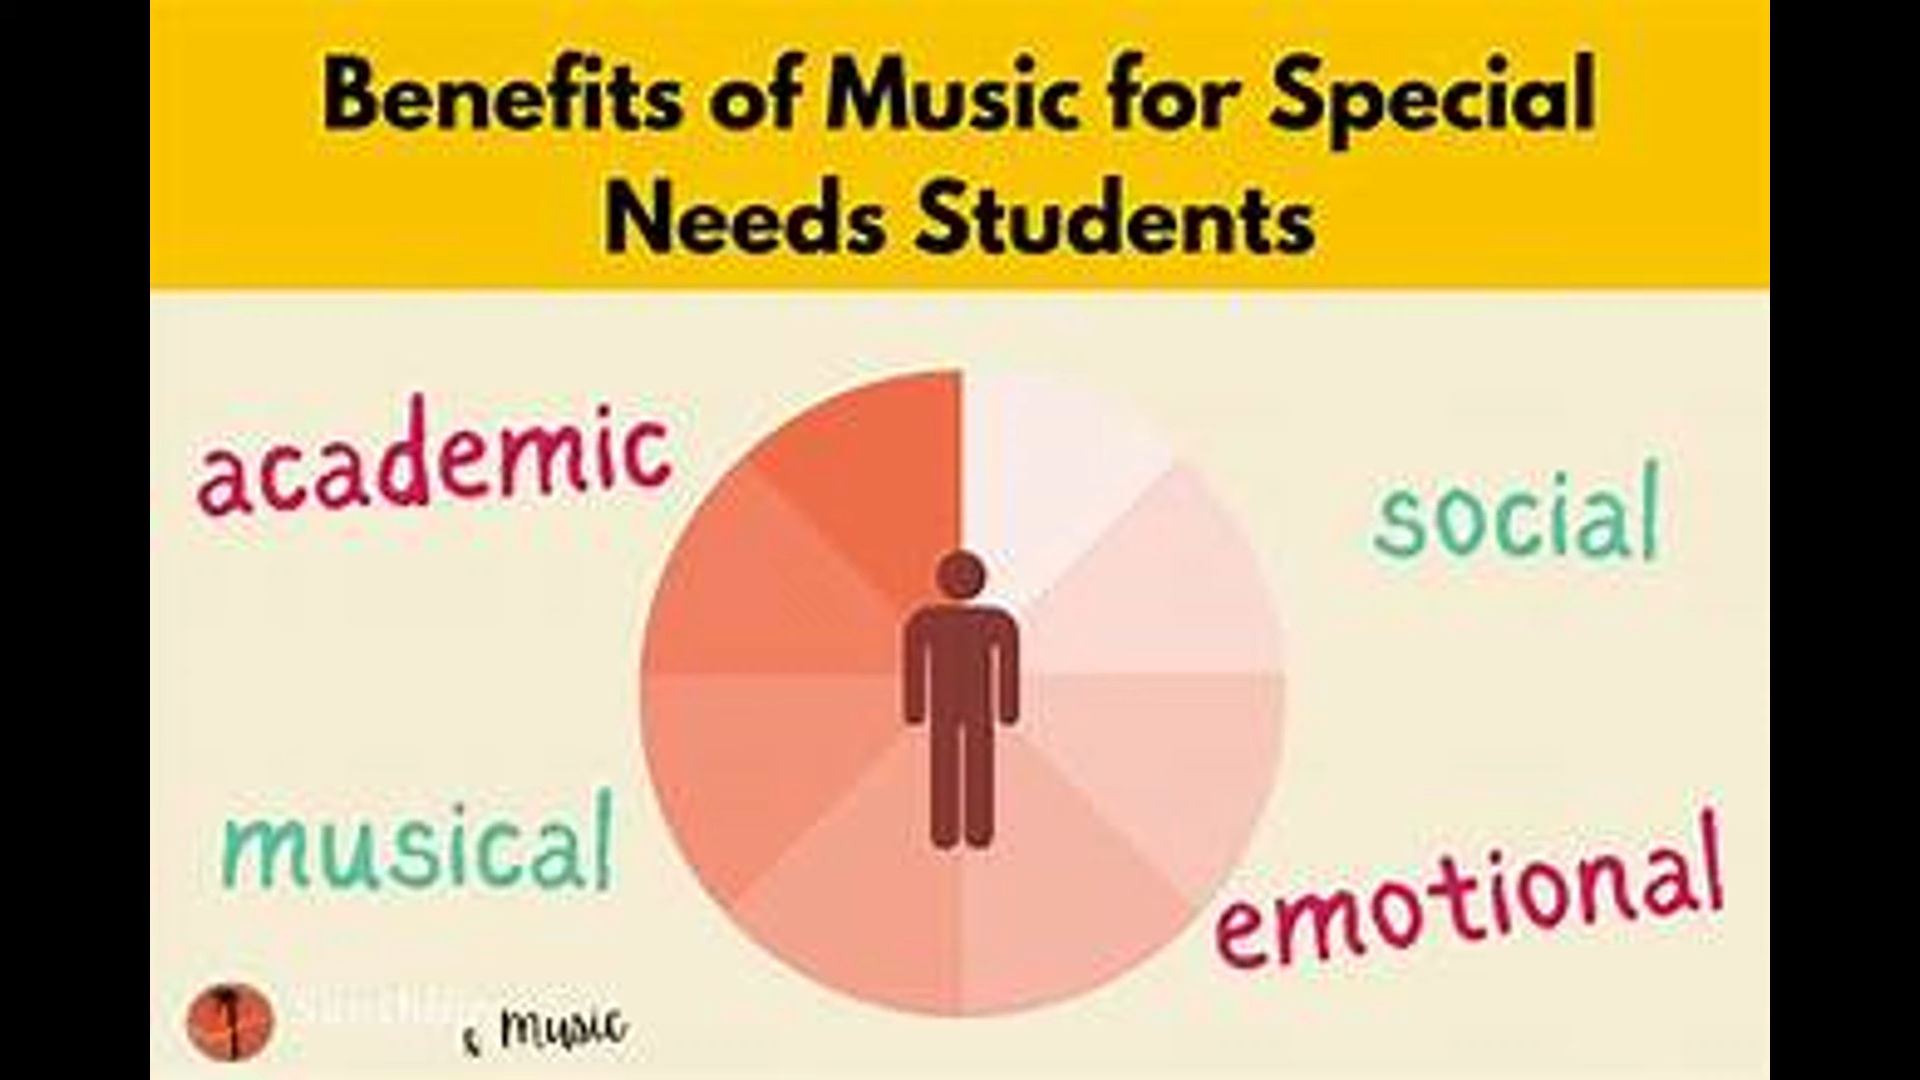 Benefits of Music for Special
Needs Students
academic
social
musical
emotional
& Music